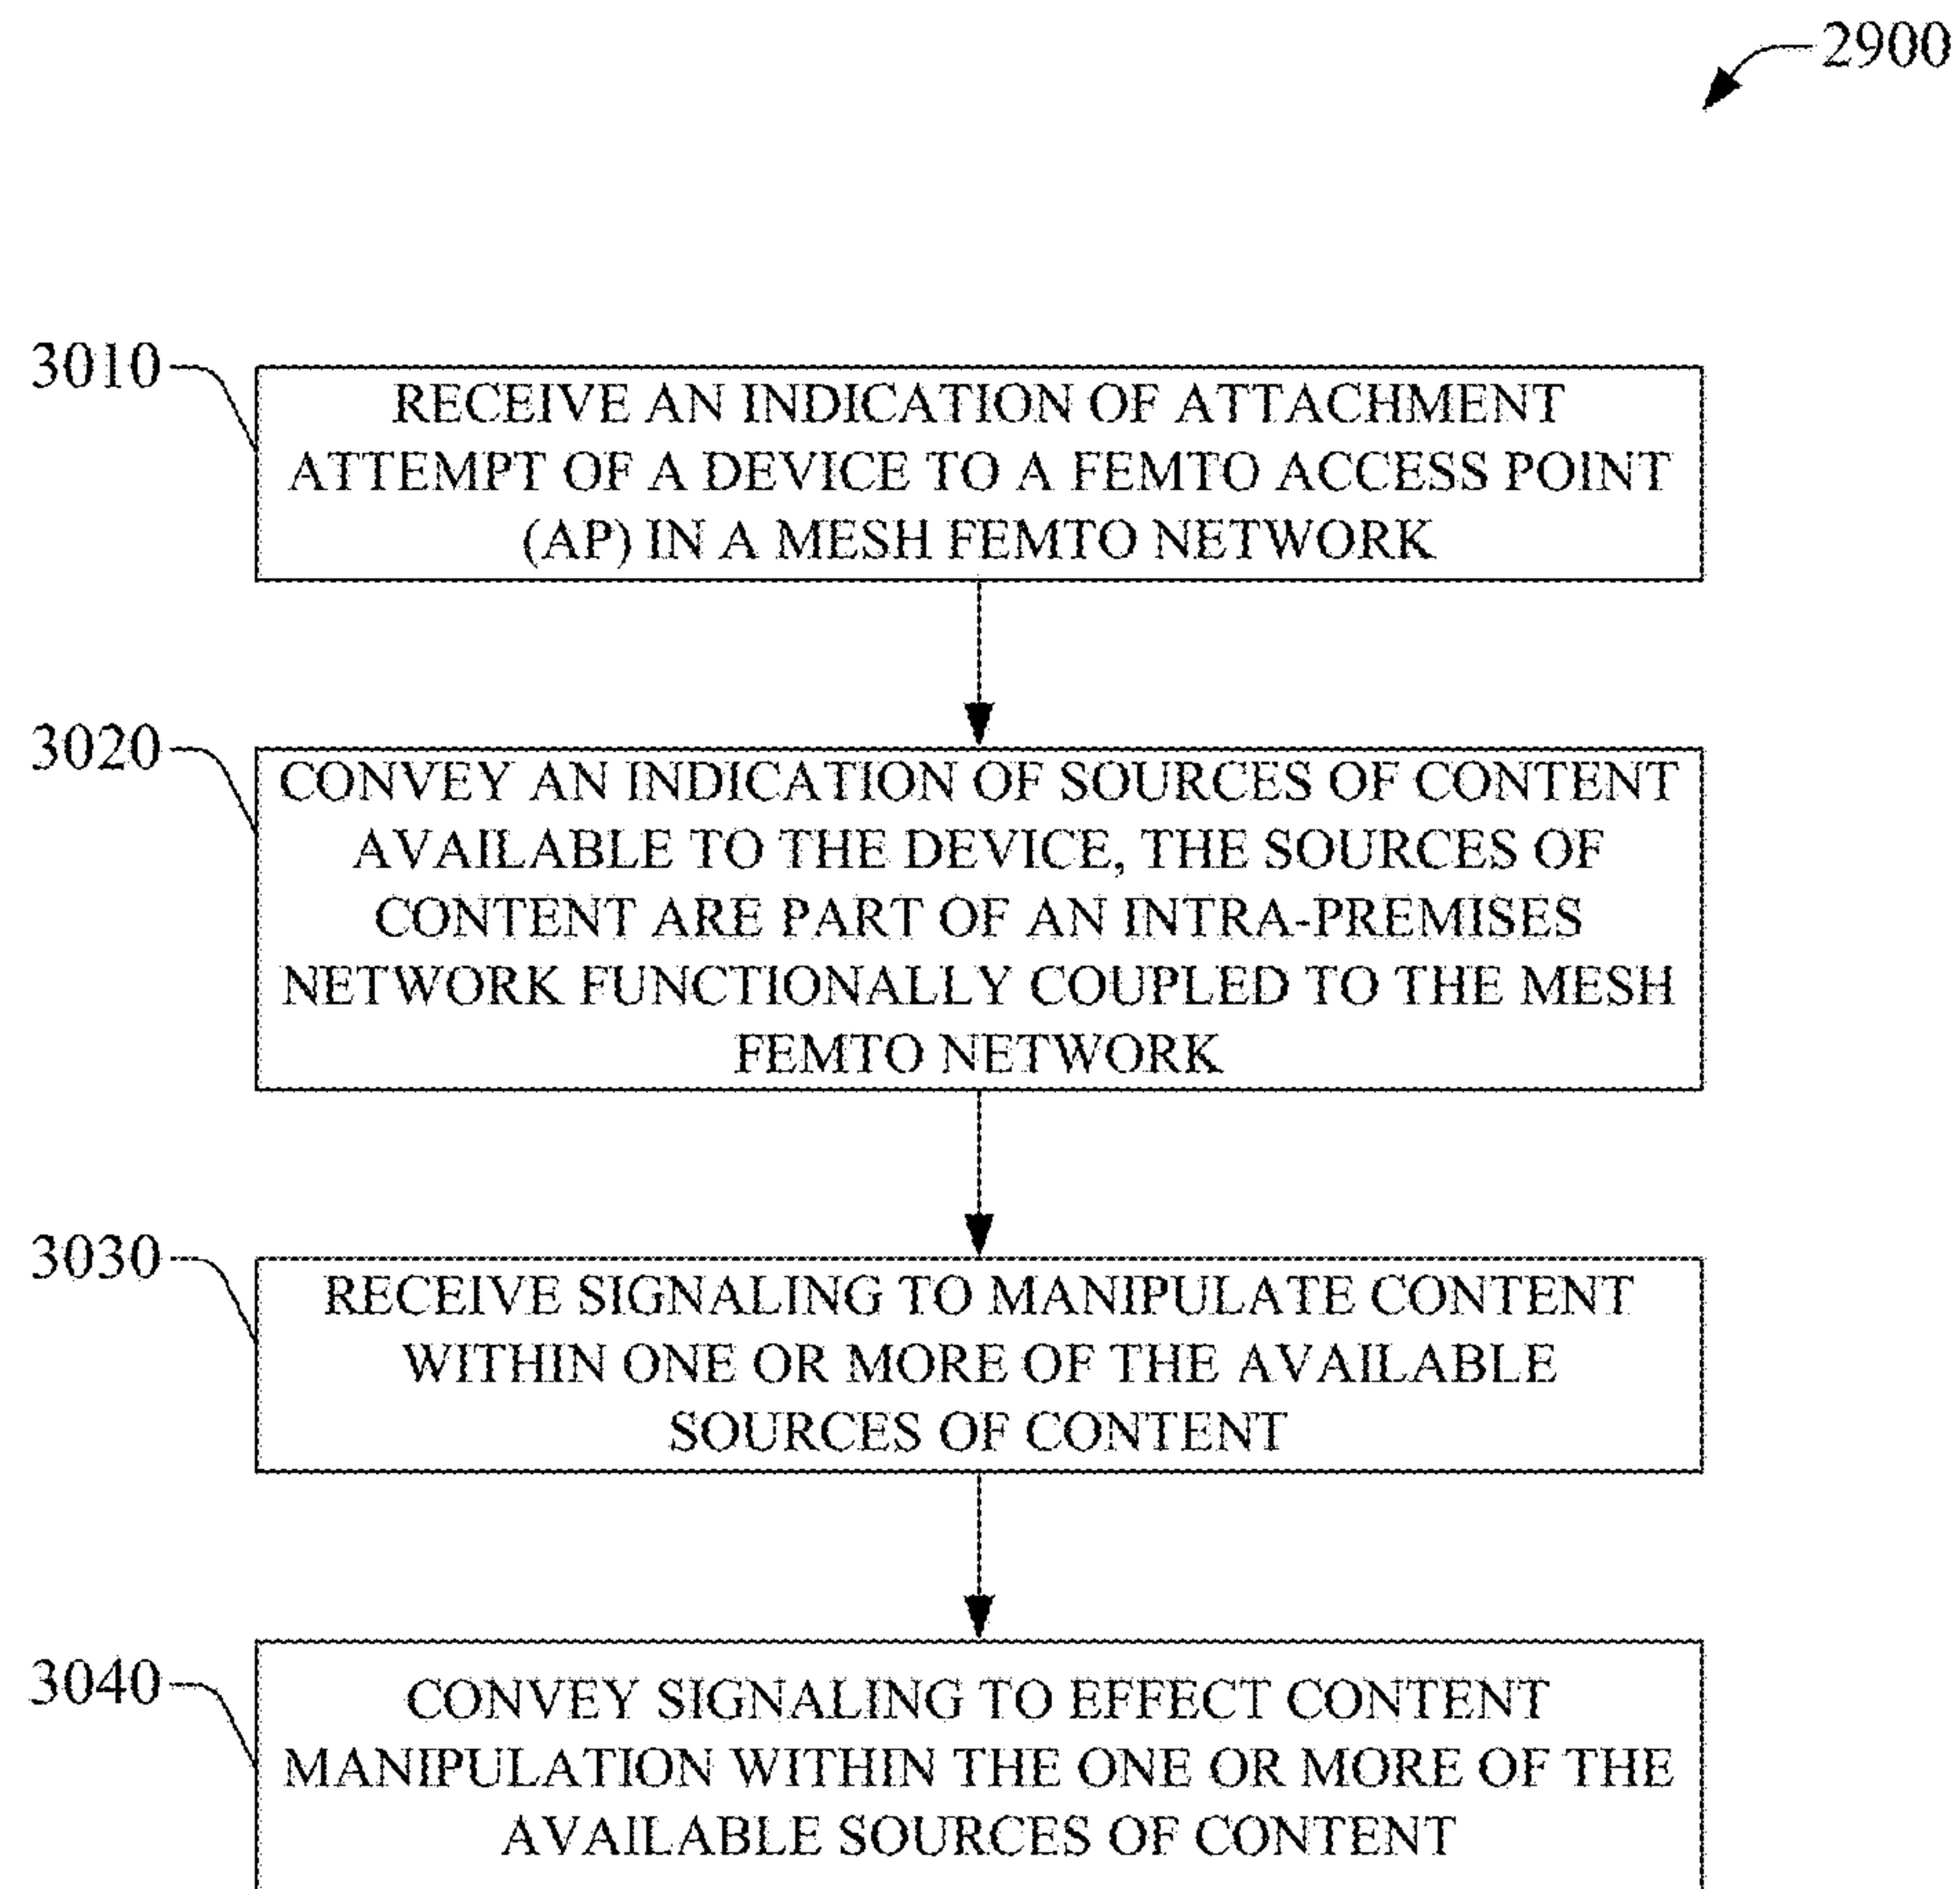 2900
3010
RECEIVE AN INDICATION OF ATTACHMENT
ATTEMPT OF A DEVICE TO A FEMTO ACCESS POINT
(AP) IN A MESH FEMTO NETWORK
3020
CONVEY AN INDICATION OF SOURCES OF CONTENT
AVAILABLE TO THE DEVICE, THE SOURCES OF
CONTENT ARE PART OF AN INTRA-PREMISES
NETWORK FUNCTIONALLY COUPLED TO THE MESH
FEMTO NETWORK
3030
RECEIVE SIGNALING TO MANIPULATE CONTENT
WITHIN ONE OR MORE OF THE AVAILABLE
SOURCES OF CONTENT
3040
CONVEY SIGNALING TO EFFECT CONTENT
MANIPULATION WITHIN THE ONE OR MORE OF THE
AVAILABLE SOURCES OF CONTENT